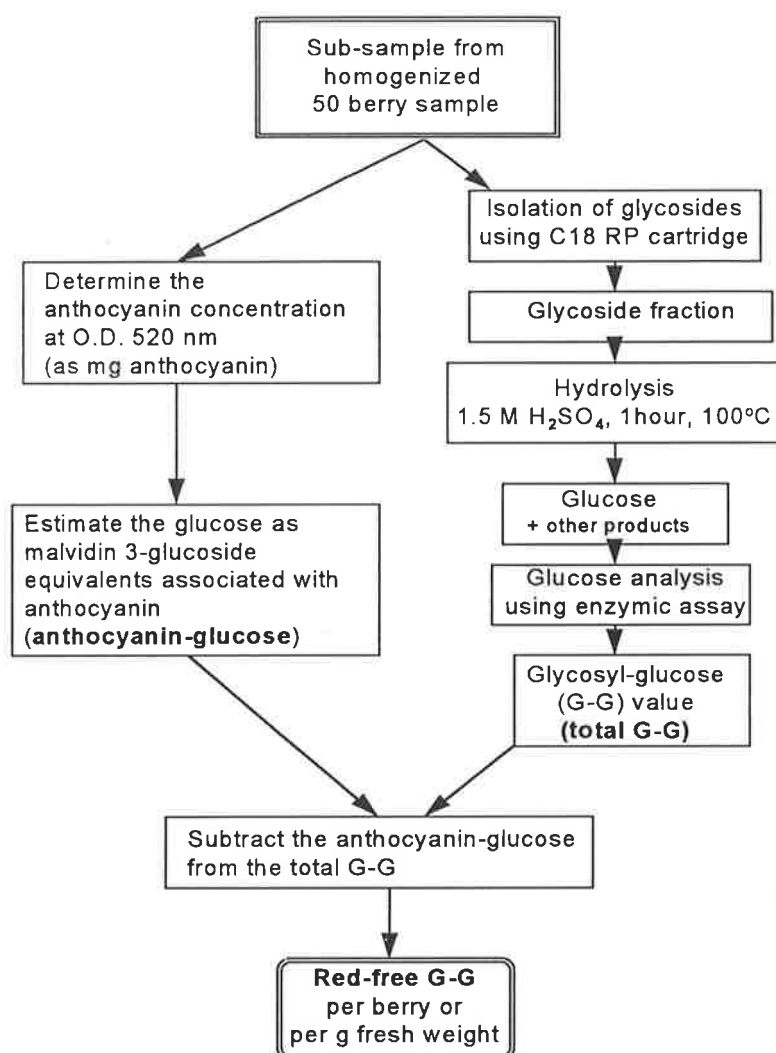 Sub-sample from
homogenized
50 berry sample
Determine the
anthocyanin concentration
at O.D. 520 nm
(as mg anthocyanin)
Estimate the glucose as
malvidin 3-glucoside
equivalents associated with
anthocyanin
(anthocyanin-glucose)
Isolation of glycosides
using C18 RP cartridge
Glycoside fraction
Hydrolysis
1.5 M H₂SO₄, 1hour, 100ºC
Glucose
+ other products
Glucose analysis
using enzymic assay
Glycosyl-glucose
(G-G) value
(total G-G)
Subtract the anthocyanin-glucose
from the total G-G
Red-free G-G
per berry or
per g fresh weight